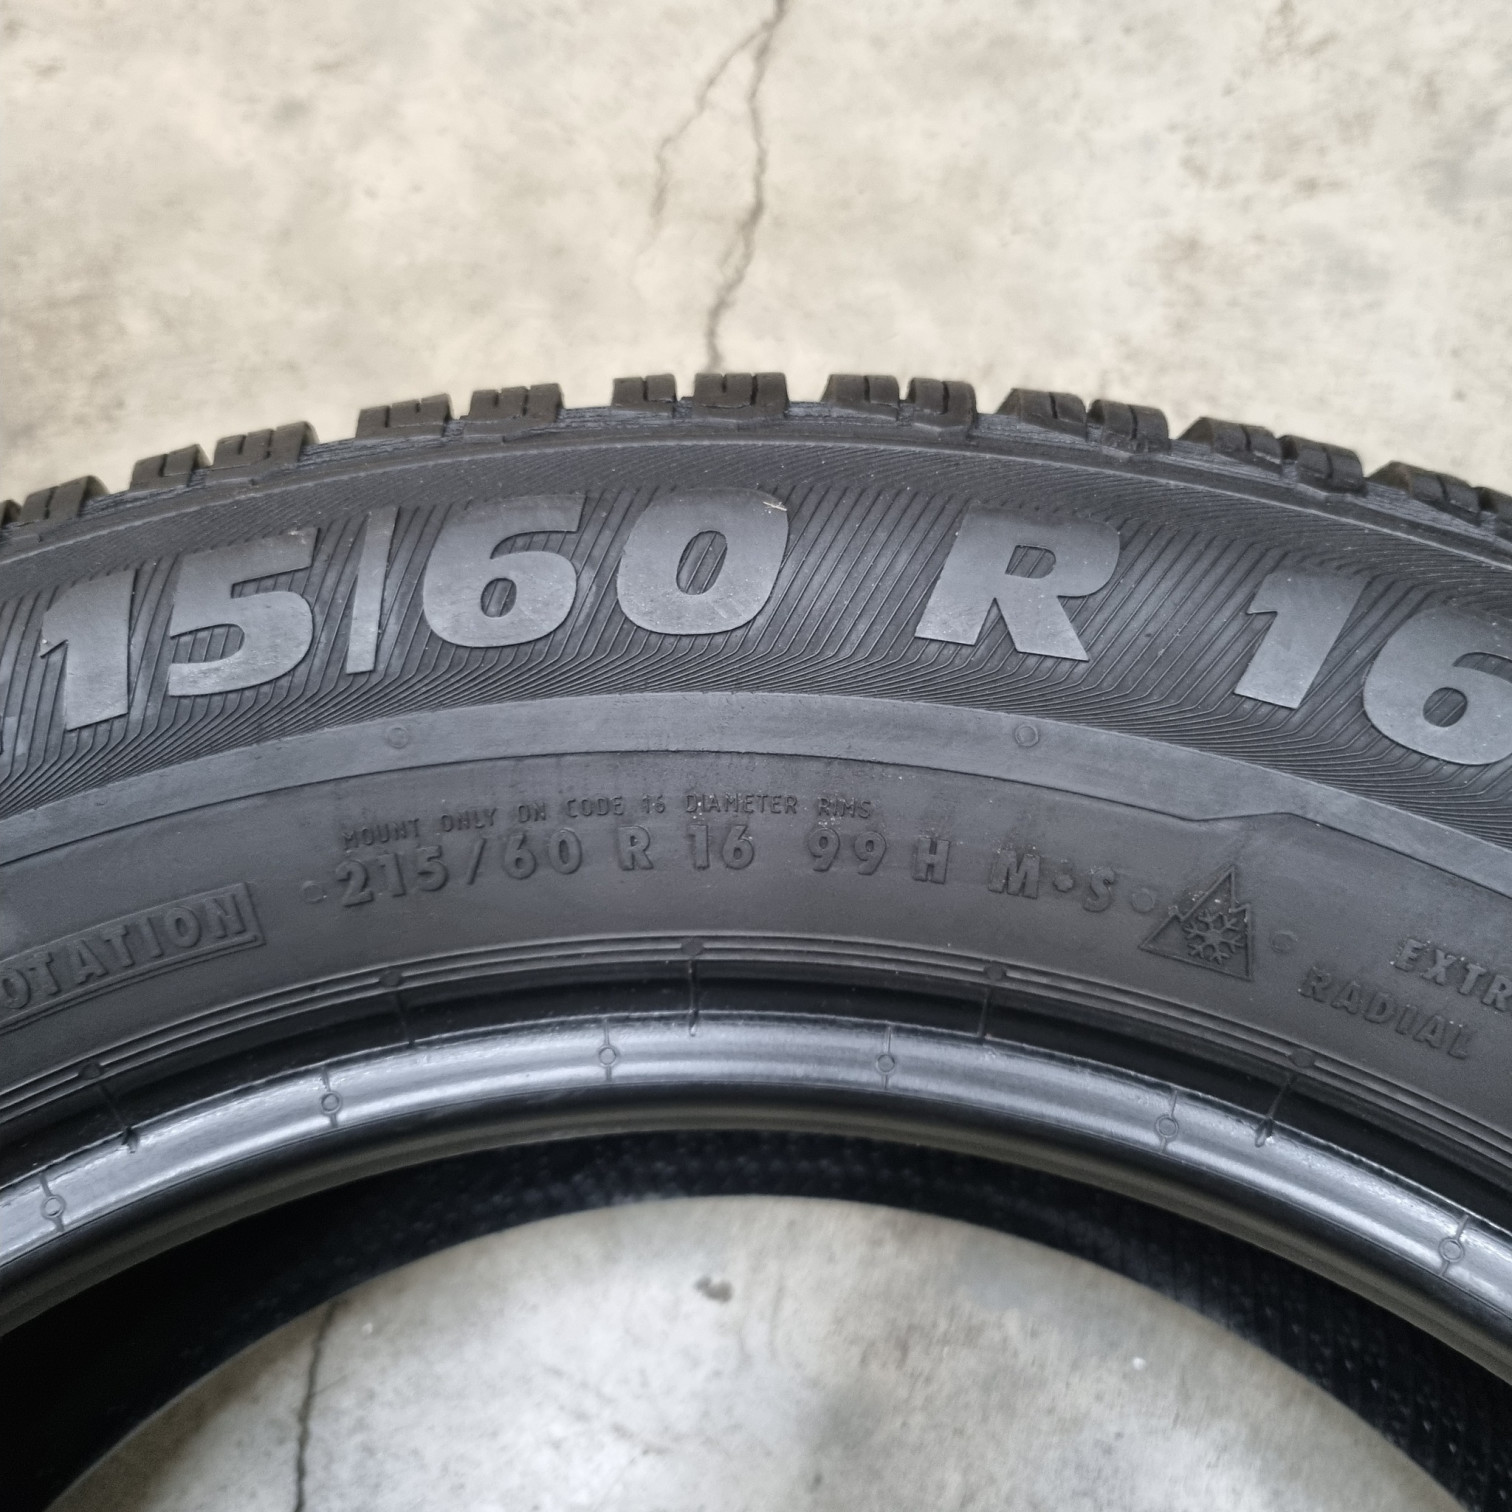 15/60 R 16
MOUNT ONLY ON CODE 16 DIAMETER RIMS
215/60 R 16 99 H M·S
OTATION
EXTR
RADIAL